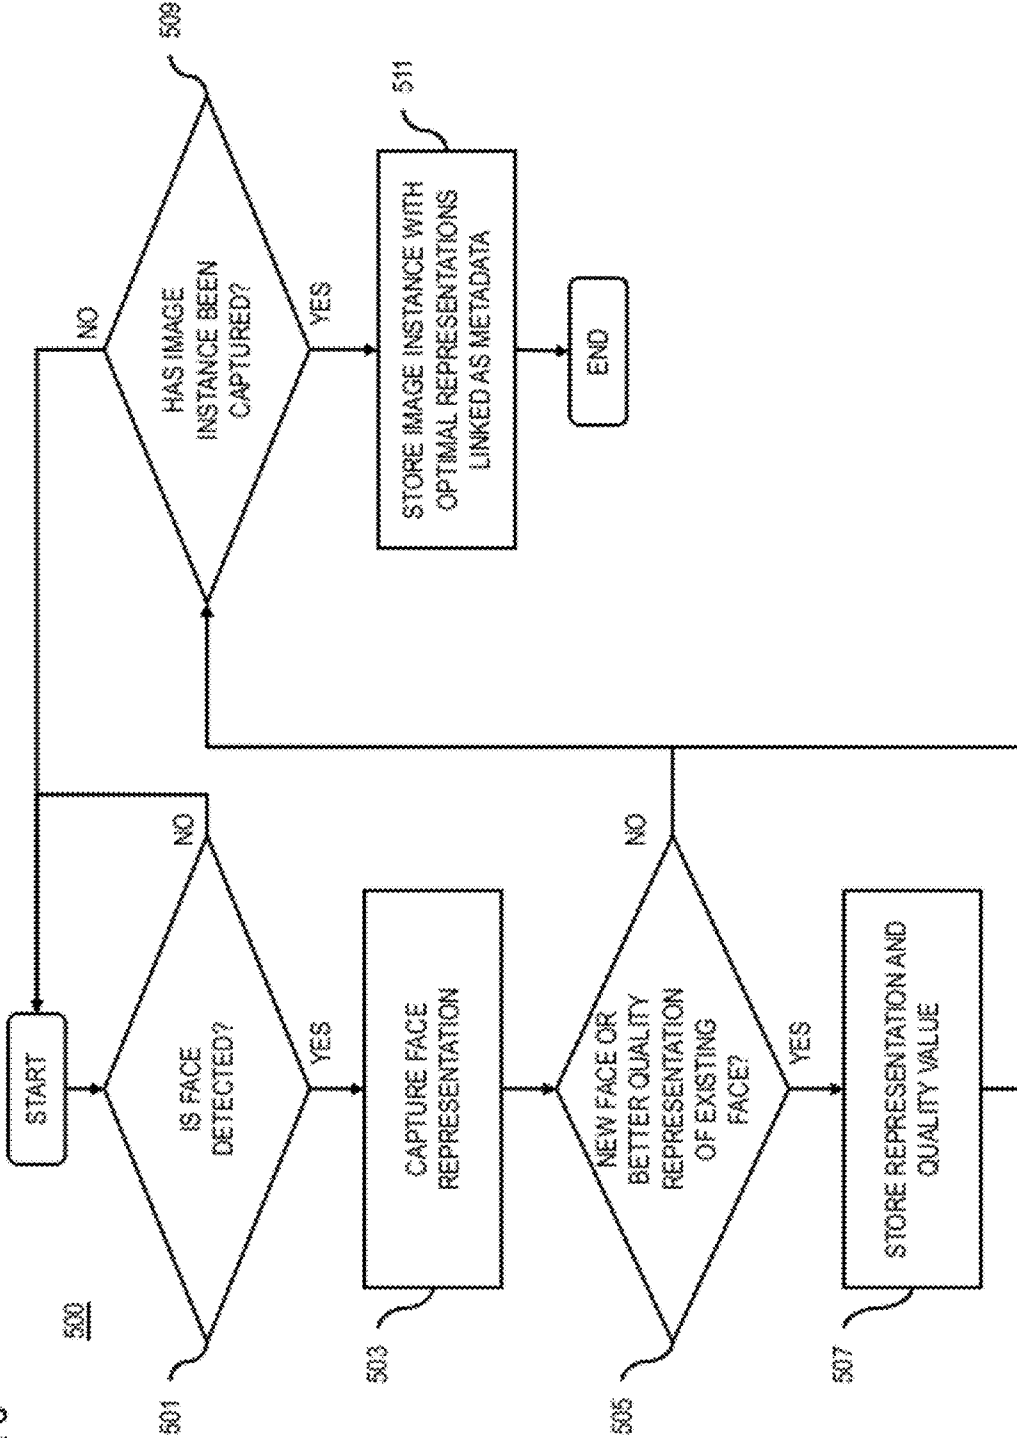 500
START
501
IS FACE
DETECTED?
NO
YES
503
CAPTURE FACE
REPRESENTATION
505
NEW FACE OR
BETTER QUALITY
REPRESENTATION
OF EXISTING
FACE?
NO
YES
507
STORE REPRESENTATION AND
QUALITY VALUE
509
HAS IMAGE
INSTANCE BEEN
CAPTURED?
NO
YES
511
STORE IMAGE INSTANCE WITH
OPTIMAL REPRESENTATIONS
LINKED AS METADATA
END